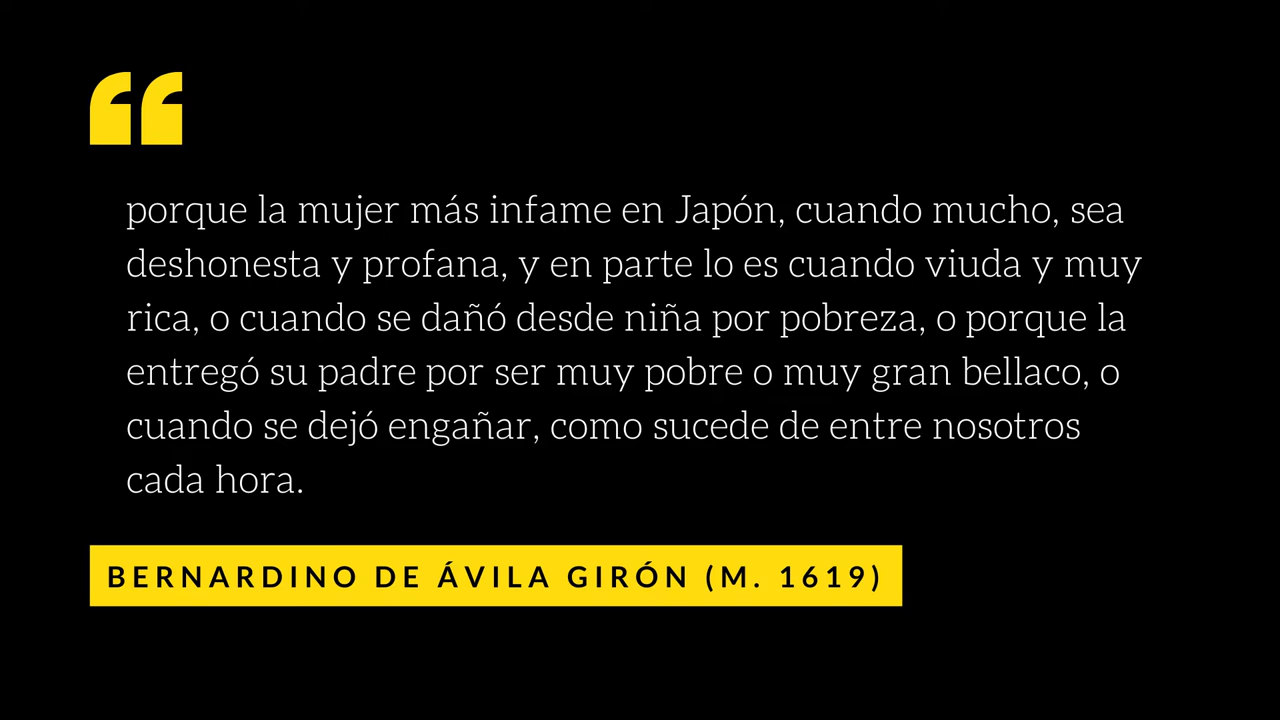 “
porque la mujer más infame en Japón, cuando mucho, sea
deshonesta y profana, y en parte lo es cuando viuda y muy
rica, o cuando se dañó desde niña por pobreza, o porque la
entregó su padre por ser muy pobre o muy gran bellaco, o
cuando se dejó engañar, como sucede de entre nosotros
cada hora.
BERNARDINO DE ÁVILA GIRÓN (M. 1619)